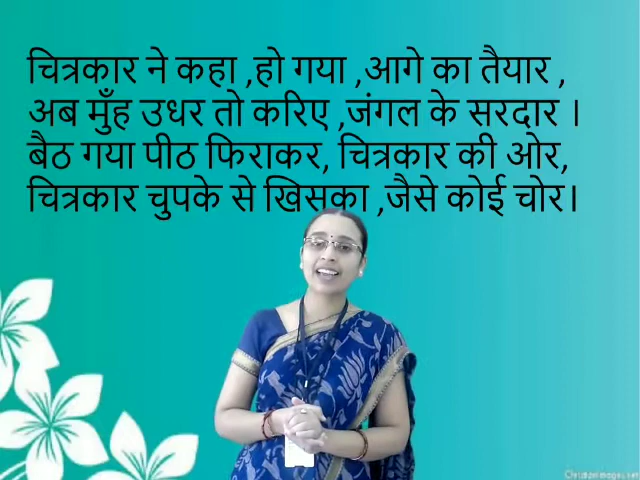 चित्रकार ने कहा ,हो गया ,आगे का तैयार ,
अब मुँह उधर तो करिए ,जंगल के सरदार ।
बैठ गया पीठ फिराकर, चित्रकार की ओर,
चित्रकार चुपके से खिसका ,जैसे कोई चोर।